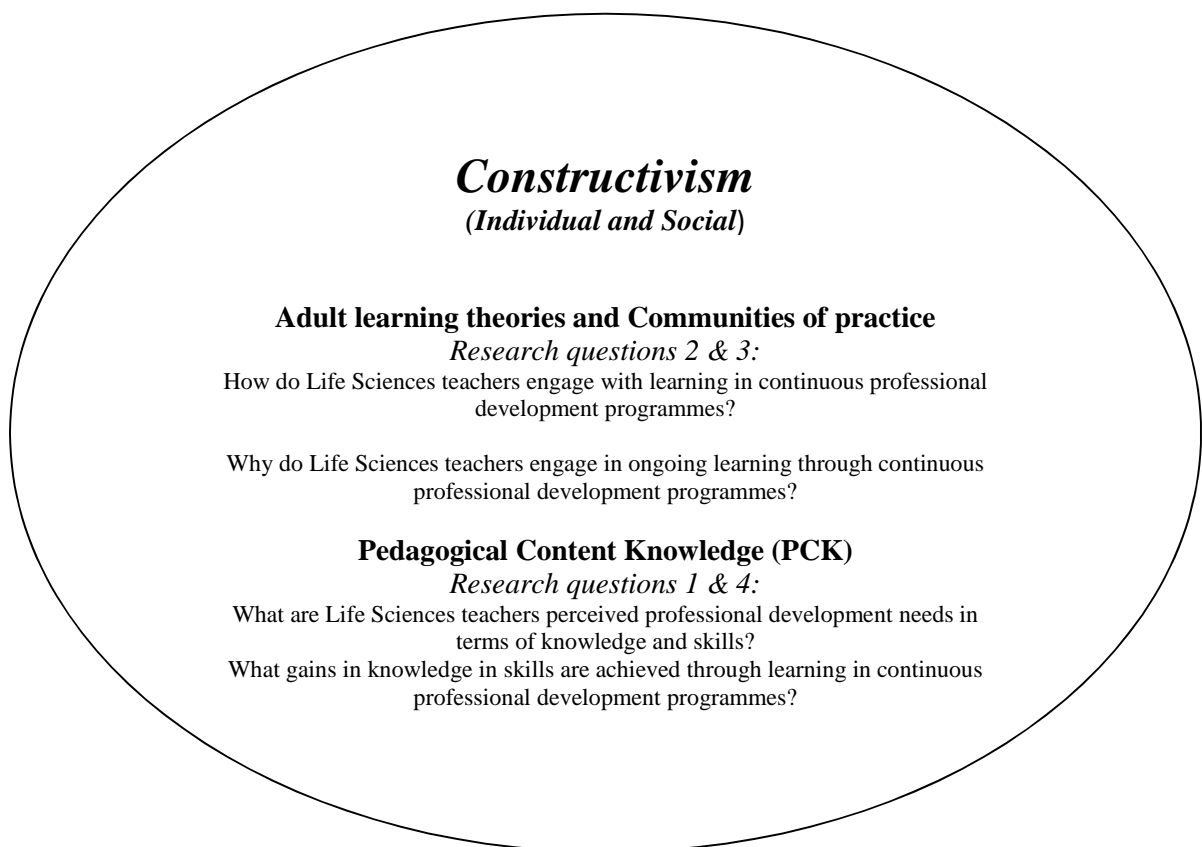 Constructivism
(Individual and Social)
Adult learning theories and Communities of practice
Research questions 2 & 3:
How do Life Sciences teachers engage with learning in continuous professional
development programmes?
Why do Life Sciences teachers engage in ongoing learning through continuous
professional development programmes?
Pedagogical Content Knowledge (PCK)
Research questions 1 & 4:
What are Life Sciences teachers perceived professional development needs in
terms of knowledge and skills?
What gains in knowledge in skills are achieved through learning in continuous
professional development programmes?